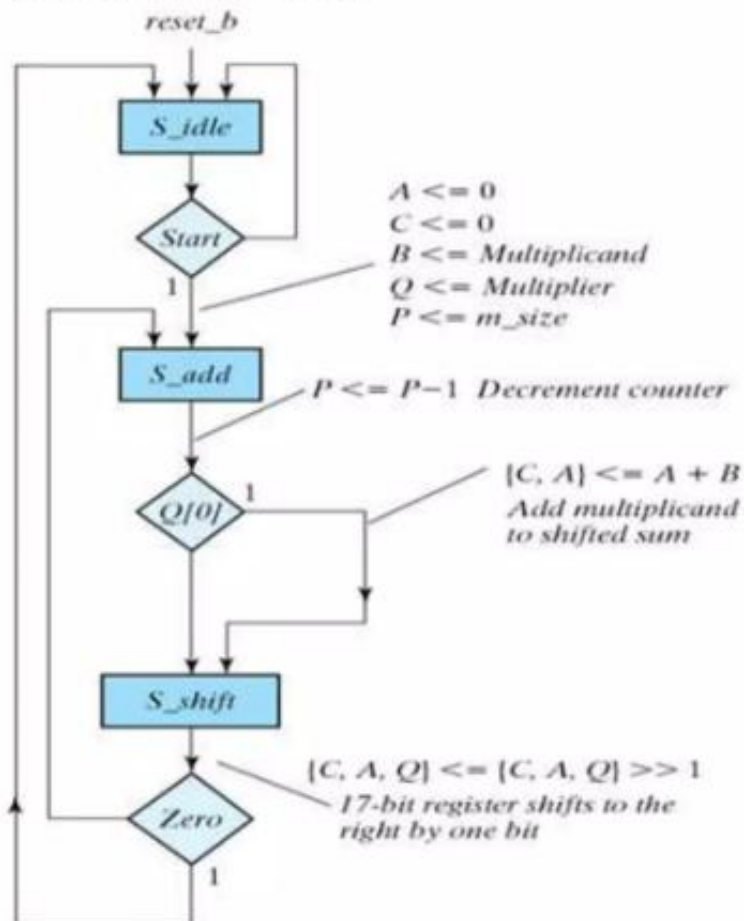 reset_b
S_idle
Start
1
A <= 0
C <= 0
B <= Multiplicand
Q <= Multiplier
P <= m_size
S_add
P <= P−1 Decrement counter
Q[0]
1
{C, A} <= A + B
Add multiplicand
to shifted sum
S_shift
{C, A, Q} <= {C, A, Q} >> 1
17-bit register shifts to the
right by one bit
Zero
1